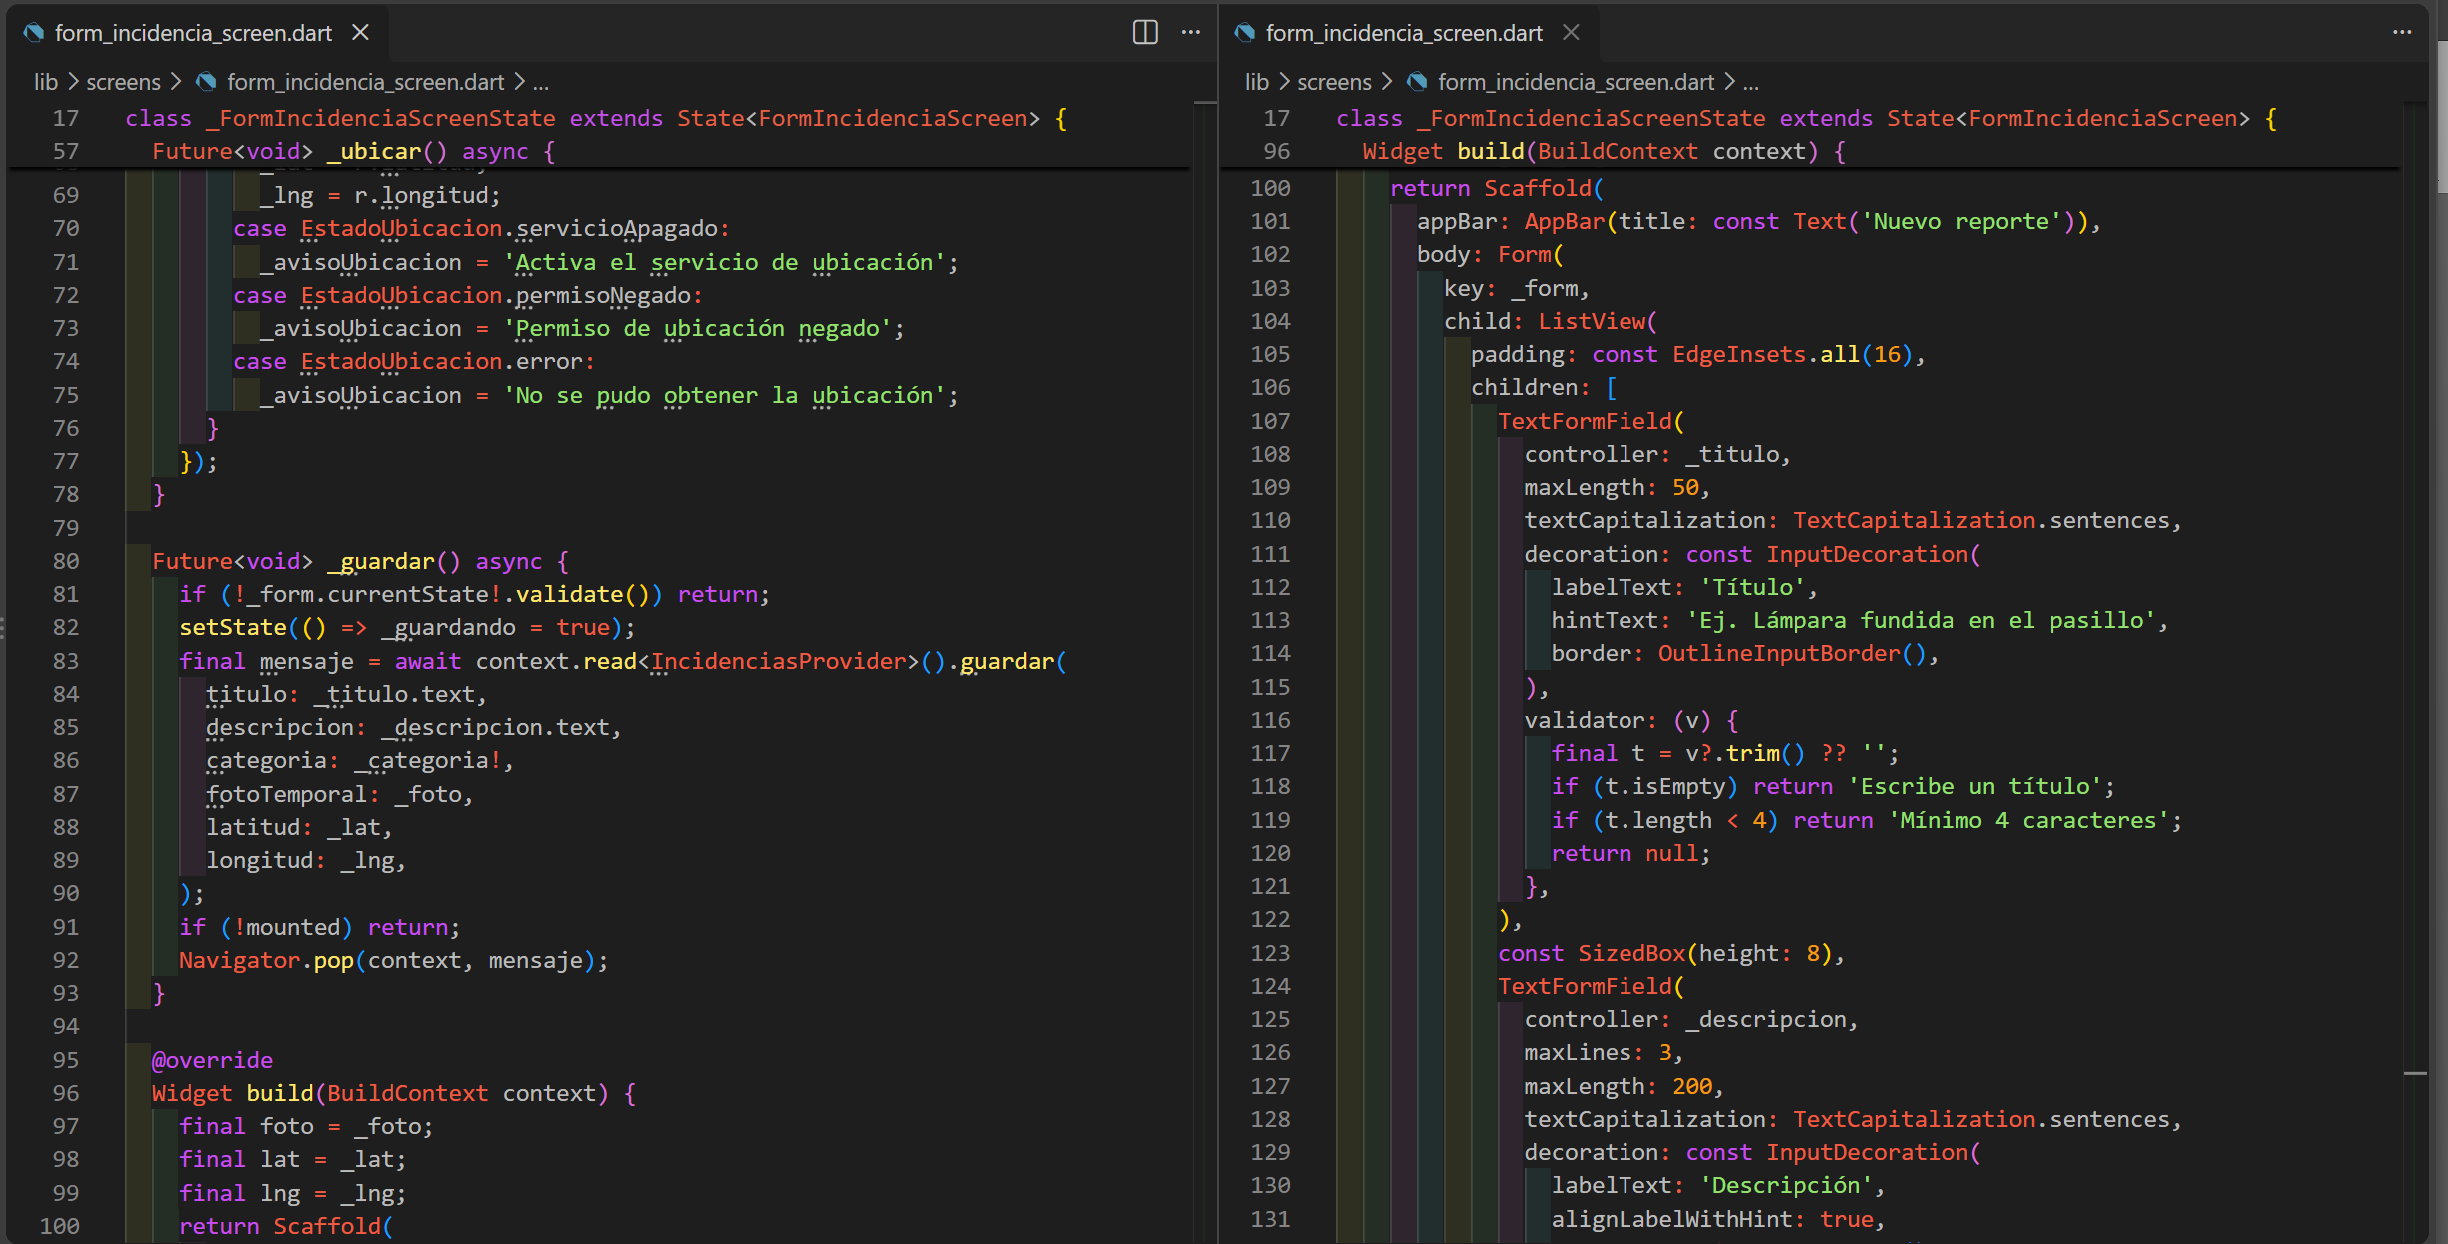 form_incidencia_screen.dart
lib > screens > form_incidencia_screen.dart > ...
17 class _FormIncidenciaScreenState extends State<FormIncidenciaScreen> {
57 Future<void> _ubicar() async {
69 _lng = r.longitud;
70 case EstadoUbicacion.servicioApagado:
71 _avisoUbicacion = 'Activa el servicio de ubicación';
72 case EstadoUbicacion.permisoNegado:
73 _avisoUbicacion = 'Permiso de ubicación negado';
74 case EstadoUbicacion.error:
75 _avisoUbicacion = 'No se pudo obtener la ubicación';
76 }
77 });
78 }
79
80 Future<void> _guardar() async {
81 if (!_form.currentState!.validate()) return;
82 setState(() => _guardando = true);
83 final mensaje = await context.read<IncidenciasProvider>().guardar(
84 titulo: _titulo.text,
85 descripcion: _descripcion.text,
86 categoria: _categoria!,
87 fotoTemporal: _foto,
88 latitud: _lat,
89 longitud: _lng,
90 );
91 if (!mounted) return;
92 Navigator.pop(context, mensaje);
93 }
94
95 @override
96 Widget build(BuildContext context) {
97 final foto = _foto;
98 final lat = _lat;
99 final lng = _lng;
100 return Scaffold(
form_incidencia_screen.dart
lib > screens > form_incidencia_screen.dart > ...
17 class _FormIncidenciaScreenState extends State<FormIncidenciaScreen> {
96 Widget build(BuildContext context) {
100 return Scaffold(
101 appBar: AppBar(title: const Text('Nuevo reporte')),
102 body: Form(
103 key: _form,
104 child: ListView(
105 padding: const EdgeInsets.all(16),
106 children: [
107 TextFormField(
108 controller: _titulo,
109 maxLength: 50,
110 textCapitalization: TextCapitalization.sentences,
111 decoration: const InputDecoration(
112 labelText: 'Título',
113 hintText: 'Ej. Lámpara fundida en el pasillo',
114 border: OutlineInputBorder(),
115 ),
116 validator: (v) {
117 final t = v?.trim() ?? '';
118 if (t.isEmpty) return 'Escribe un título';
119 if (t.length < 4) return 'Mínimo 4 caracteres';
120 return null;
121 },
122 ),
123 const SizedBox(height: 8),
124 TextFormField(
125 controller: _descripcion,
126 maxLines: 3,
127 maxLength: 200,
128 textCapitalization: TextCapitalization.sentences,
129 decoration: const InputDecoration(
130 labelText: 'Descripción',
131 alignLabelWithHint: true,